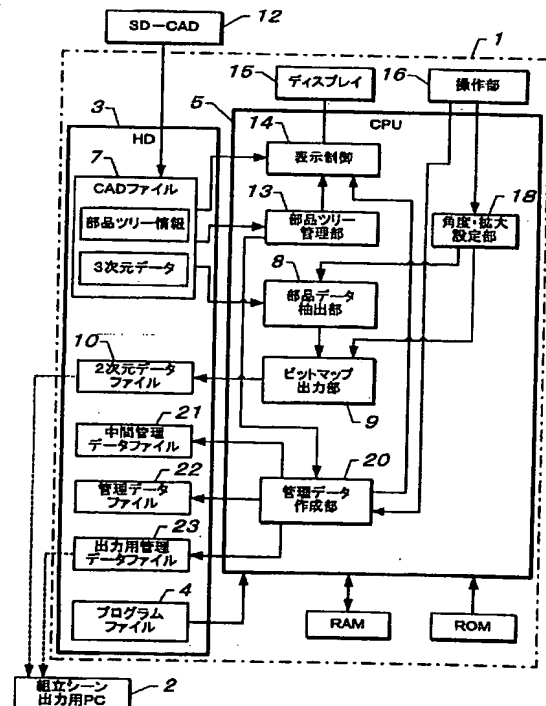 3D-CAD
12
1
15
ディスプレイ
16
操作部
3
HD
5
CPU
14
表示制御
7
CADファイル
部品ツリー情報
3次元データ
13
部品ツリー
管理部
18
角度・拡大
設定部
8
部品データ
抽出部
10
2次元データ
ファイル
ビットマップ
出力部
9
21
中間管理
データファイル
22
管理データ
ファイル
20
管理データ
作成部
23
出力用管理
データファイル
4
プログラム
ファイル
RAM
ROM
組立シーン
出力用PC
2